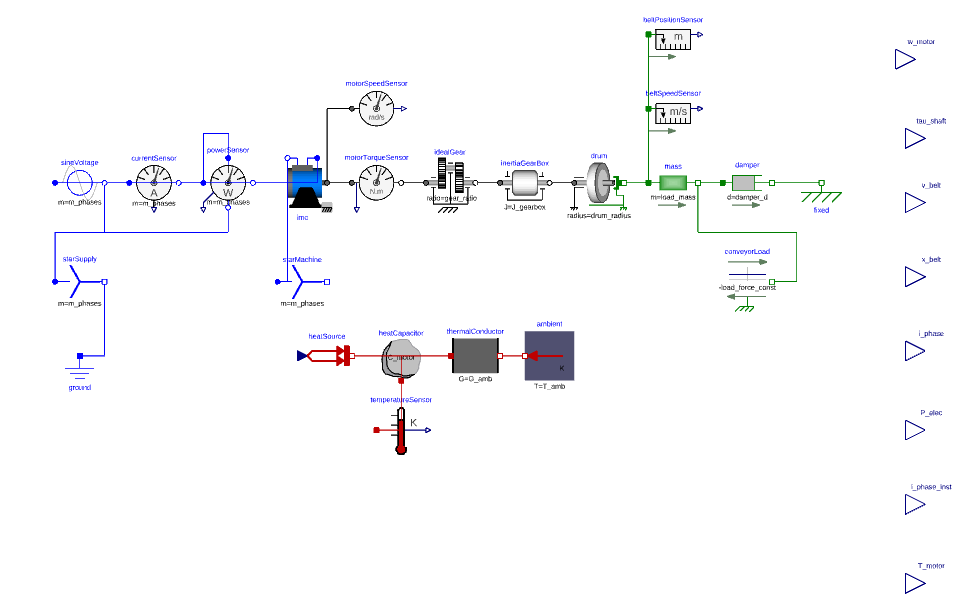 beltPositionSensor
m
w_motor
motorSpeedSensor
rad/s
beltSpeedSensor
m/s
tau_shaft
sineVoltage
m=m_phases
currentSensor
A
m=m_phases
powerSensor
W
m=m_phases
imc
motorTorqueSensor
N.m
idealGear
ratio=gear_ratio
inertiaGearBox
J=J_gearbox
drum
radius=drum_radius
mass
m=load_mass
damper
d=damper_d
fixed
v_belt
starSupply
m=m_phases
starMachine
m=m_phases
conveyorLoad
-load_force_const
x_belt
ground
heatSource
heatCapacitor
C_motor
thermalConductor
G=G_amb
ambient
K
T=T_amb
i_phase
temperatureSensor
K
P_elec
i_phase_inst
T_motor